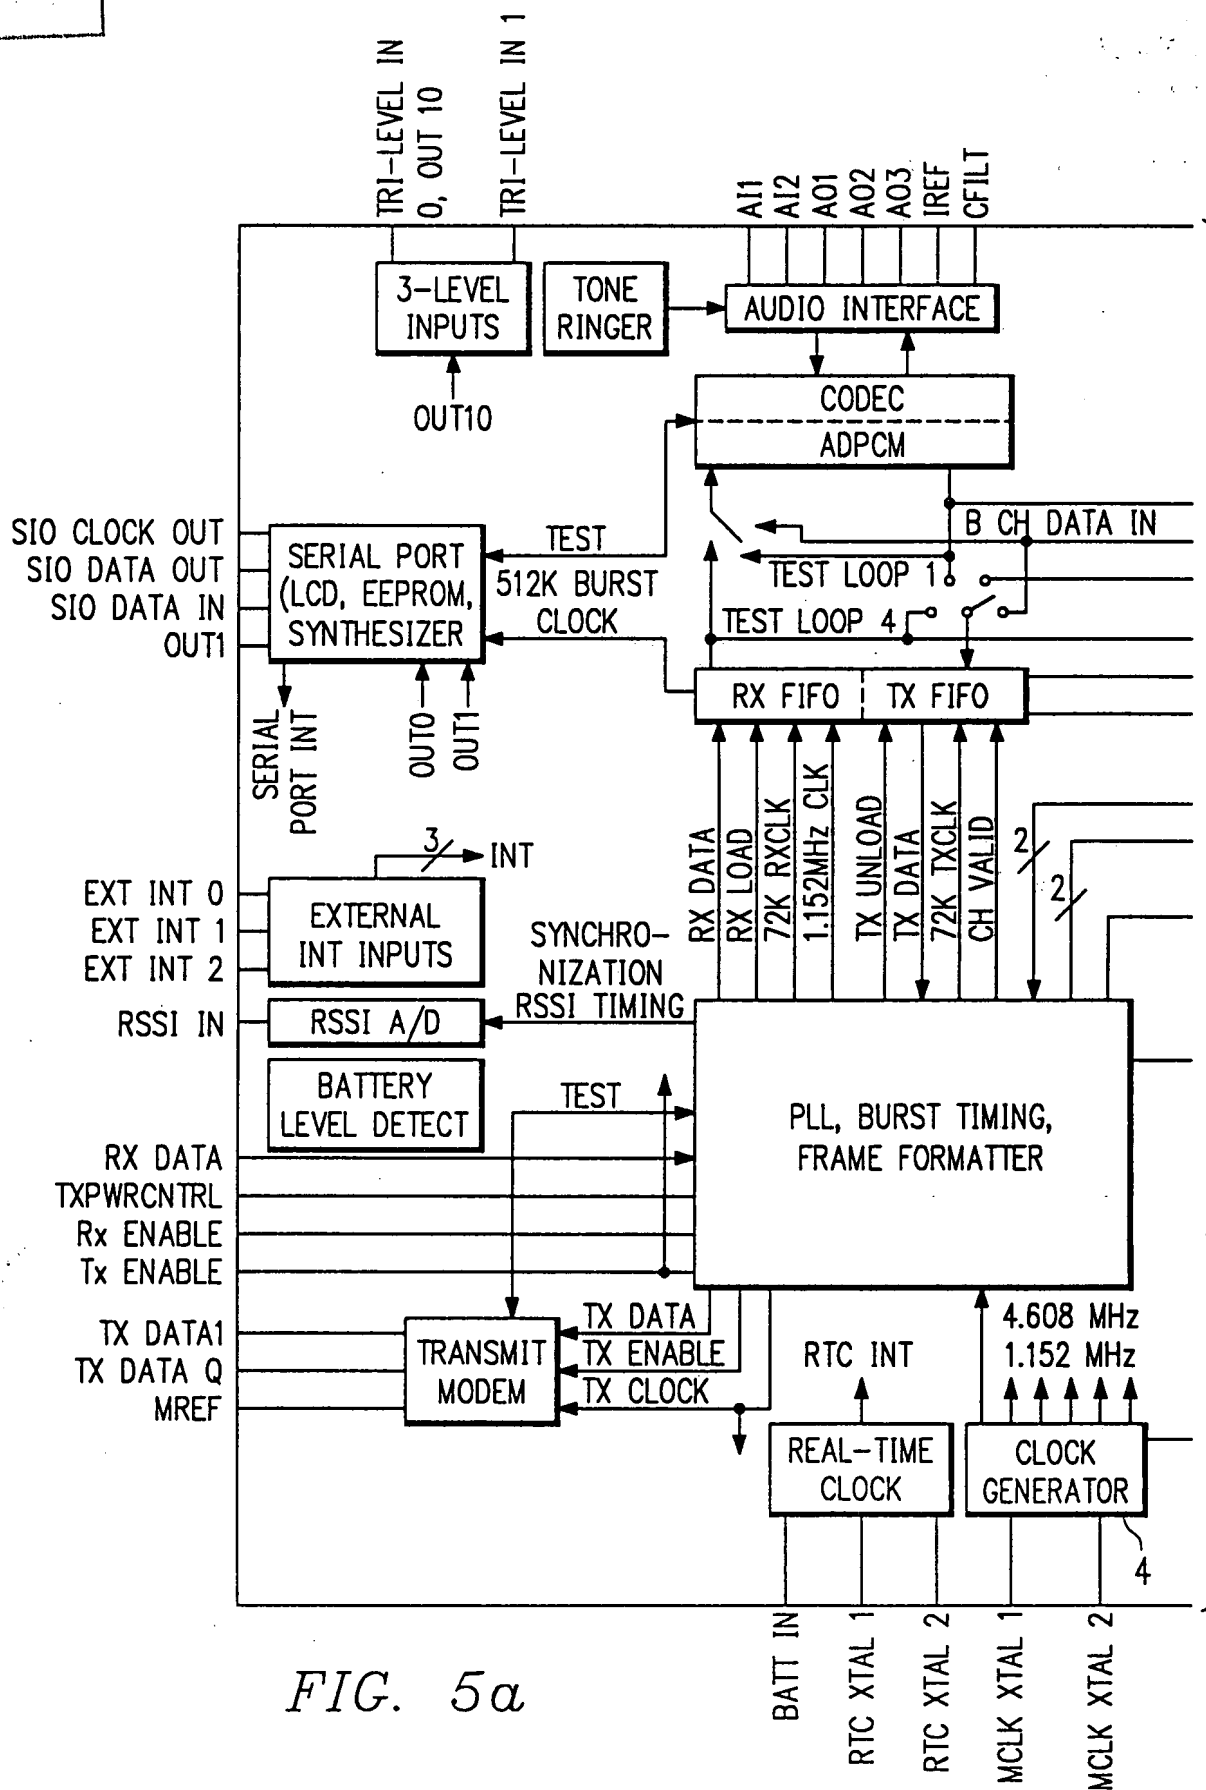 TRI-LEVEL IN
0, OUT 10
TRI-LEVEL IN 1
AI1
AI2
AO1
AO2
AO3
IREF
CFILT
3-LEVEL
INPUTS
TONE
RINGER
AUDIO INTERFACE
OUT10
CODEC
ADPCM
SIO CLOCK OUT
SIO DATA OUT
SIO DATA IN
OUT1
SERIAL PORT
(LCD, EEPROM,
SYNTHESIZER
TEST
512K BURST
CLOCK
B CH DATA IN
TEST LOOP 1
TEST LOOP 4
RX FIFO
TX FIFO
SERIAL
PORT INT
OUT0
OUT1
RX DATA
RX LOAD
72K RXCLK
1.152MHz CLK
TX UNLOAD
TX DATA
72K TXCLK
CH VALID
2
2
3
INT
EXT INT 0
EXT INT 1
EXT INT 2
EXTERNAL
INT INPUTS
SYNCHRO-
NIZATION
RSSI TIMING
RSSI IN
RSSI A/D
BATTERY
LEVEL DETECT
TEST
PLL, BURST TIMING,
FRAME FORMATTER
RX DATA
TXPWRCNTRL
Rx ENABLE
Tx ENABLE
TX DATA1
TX DATA Q
MREF
TRANSMIT
MODEM
TX DATA
TX ENABLE
TX CLOCK
RTC INT
4.608 MHz
1.152 MHz
REAL-TIME
CLOCK
CLOCK
GENERATOR
4
BATT IN
RTC XTAL 1
RTC XTAL 2
MCLK XTAL 1
MCLK XTAL 2
FIG. 5a